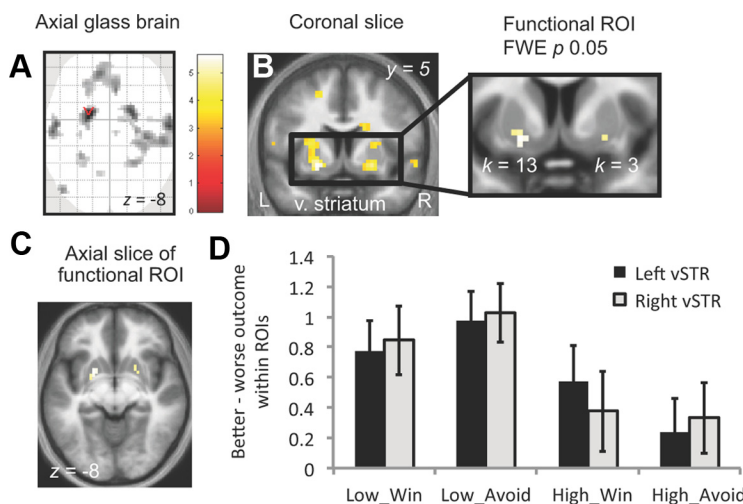 Axial glass brain
Coronal slice
Functional ROI
FWE p 0.05
A
z = -8
5
4
3
2
1
0
B
y = 5
L
v. striatum
R
k = 13
k = 3
C
Axial slice of
functional ROI
z = -8
D
Better - worse outcome
within ROIs
1.4
1.2
1
0.8
0.6
0.4
0.2
0
Left vSTR
Right vSTR
Low_Win
Low_Avoid
High_Win
High_Avoid